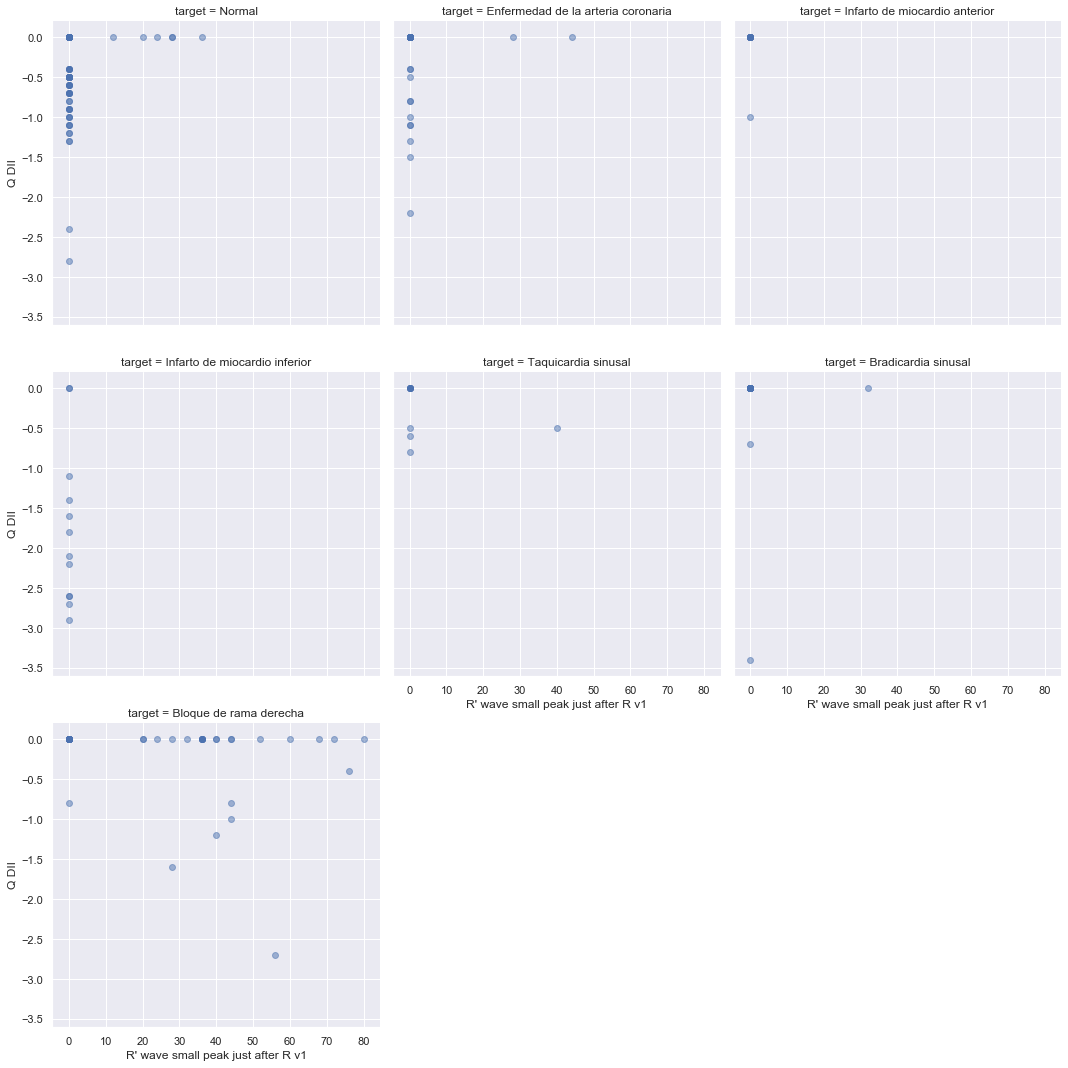 target = Normal
target = Enfermedad de la arteria coronaria
target = Infarto de miocardio anterior
0.0
−0.5
−1.0
−1.5
−2.0
−2.5
−3.0
−3.5
Q DII
target = Infarto de miocardio inferior
target = Taquicardia sinusal
target = Bradicardia sinusal
0.0
−0.5
−1.0
−1.5
−2.0
−2.5
−3.0
−3.5
Q DII
0 10 20 30 40 50 60 70 80
R' wave small peak just after R v1
0 10 20 30 40 50 60 70 80
R' wave small peak just after R v1
target = Bloque de rama derecha
0.0
−0.5
−1.0
−1.5
−2.0
−2.5
−3.0
−3.5
Q DII
0 10 20 30 40 50 60 70 80
R' wave small peak just after R v1